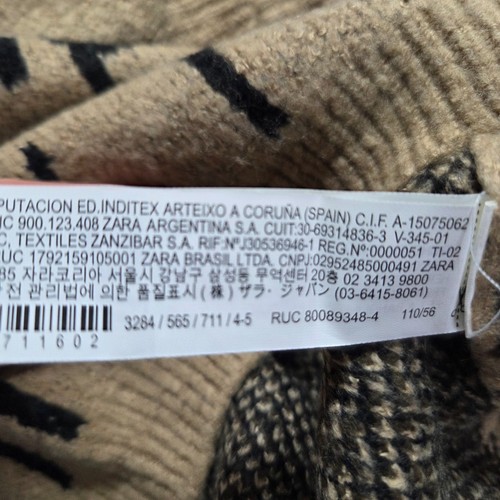 PUTACION ED.INDITEX ARTEIXO A CORUÑA (SPAIN) C.I.F. A-15075062
IC 900.123.408 ZARA ARGENTINA S.A. CUIT:30-69314836-3 V-345-01
C, TEXTILES ZANZIBAR S.A. RIF:NºJ30536946-1 REG.Nº:0000051 TI-02
RUC 1792159105001 ZARA BRASIL LTDA. CNPJ:02952485000491 ZARA
85 자라코리아 서울시 강남구 삼성동 무역센터 20층 02 3413 9800
안전 관리법에 의한 품질표시 (株) ザラ・ジャパン (03-6415-8061)
711602 3284 / 565 / 711 / 4-5 RUC 80089348-4 110/56